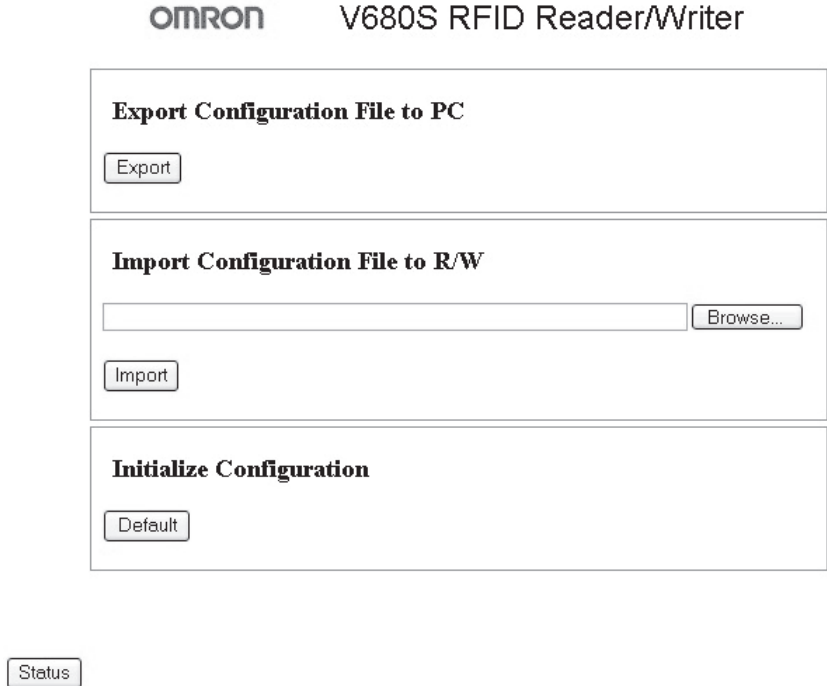 OMRON V680S RFID Reader/Writer
Export Configuration File to PC
Export
Import Configuration File to R/W
Browse...
Import
Initialize Configuration
Default
Status